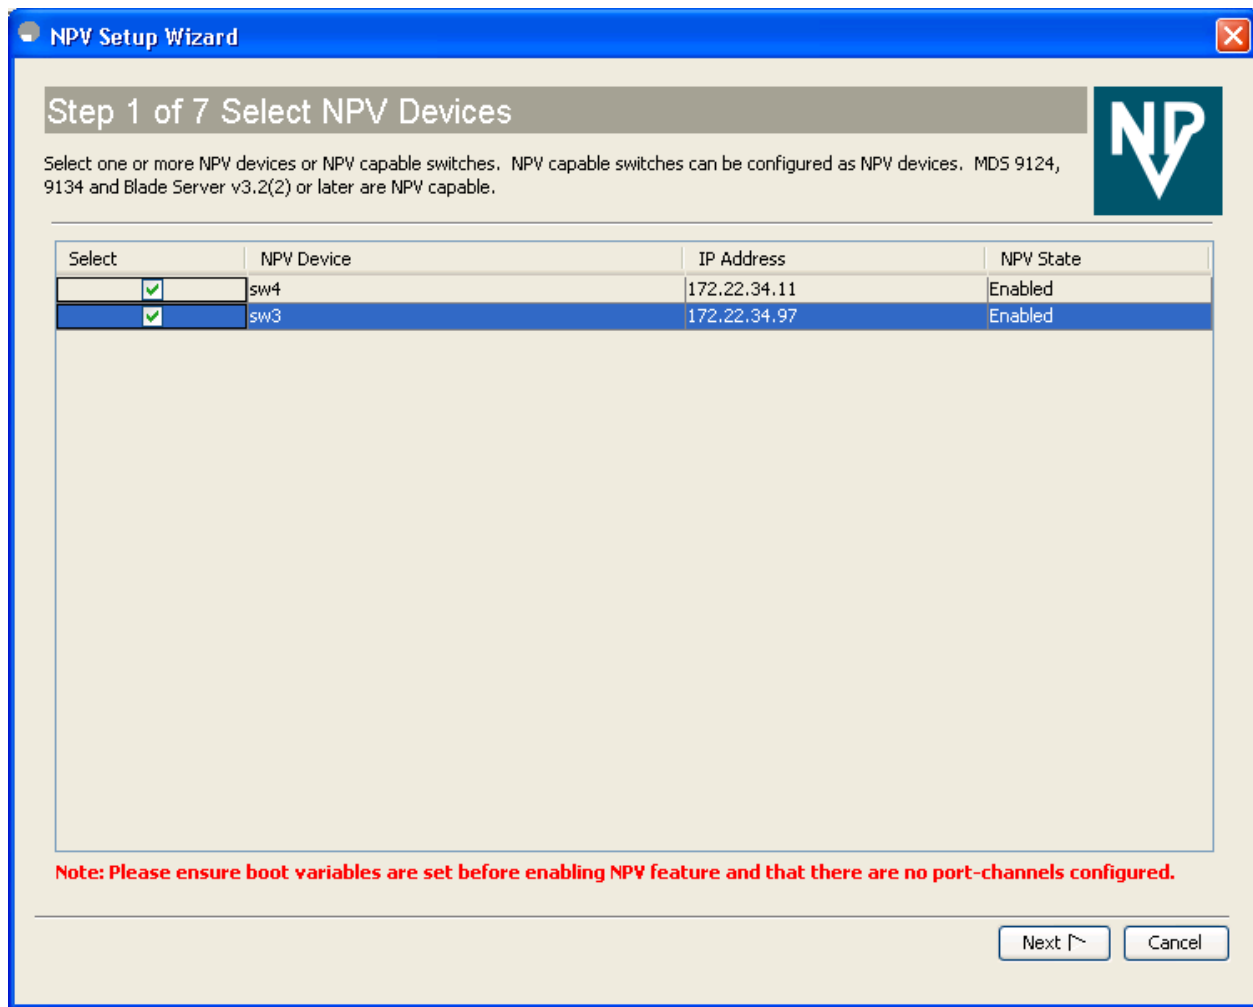 NPV Setup Wizard
Step 1 of 7 Select NPV Devices
NPV
Select one or more NPV devices or NPV capable switches. NPV capable switches can be configured as NPV devices. MDS 9124,
9134 and Blade Server v3.2(2) or later are NPV capable.
Select NPV Device IP Address NPV State
sw4 172.22.34.11 Enabled
sw3 172.22.34.97 Enabled
Note: Please ensure boot variables are set before enabling NPV feature and that there are no port-channels configured.
Next Cancel